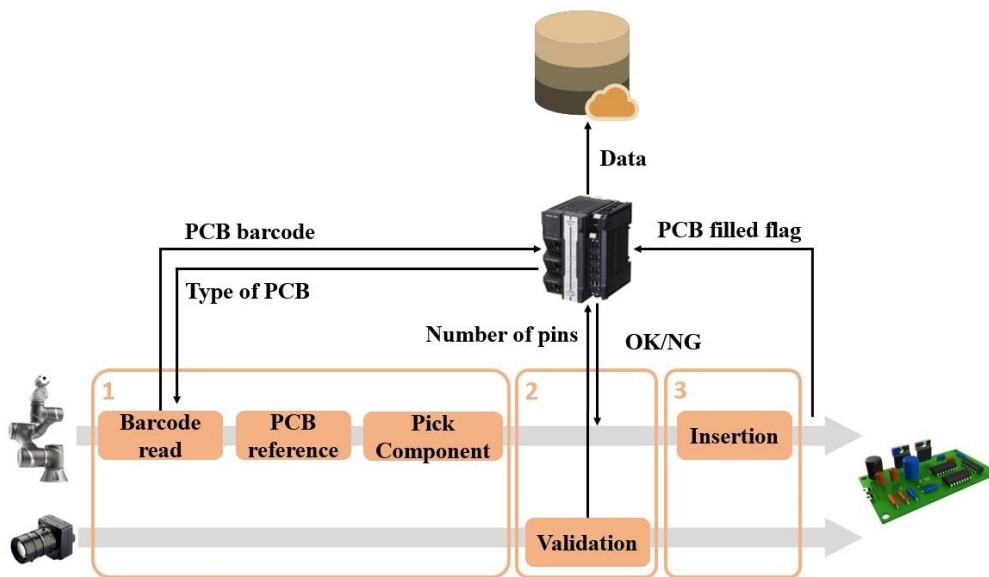 Data
PCB barcode
PCB filled flag
Type of PCB
Number of pins
OK/NG
1
2
3
Barcode
read
PCB
reference
Pick
Component
Insertion
Validation